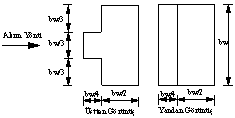 bw/3
Akım Yönü
bw/3
bw
bw/3
bw/4
bw/2
bw/4
bw/2
Üstten Görünüş
Yandan Görünüş